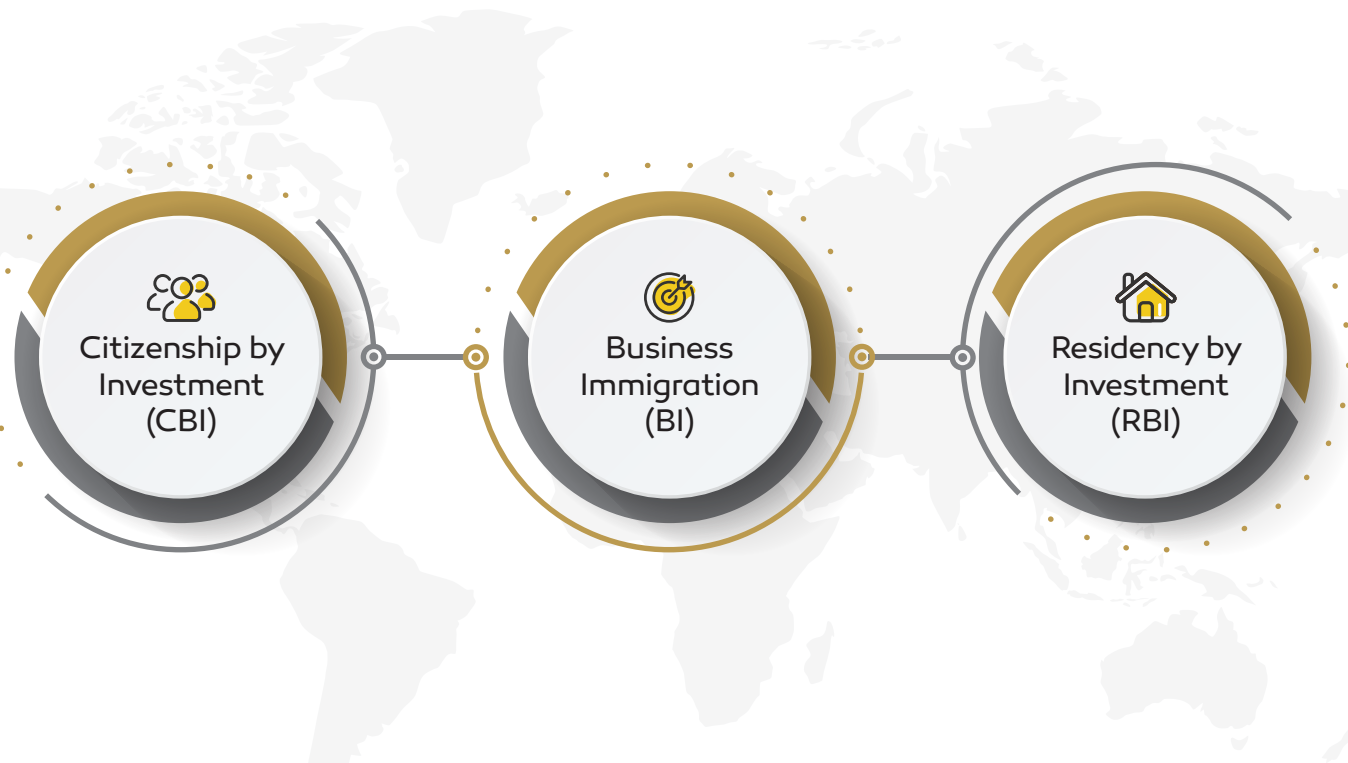 Citizenship by
Investment
(CBI)
Business
Immigration
(BI)
Residency by
Investment
(RBI)